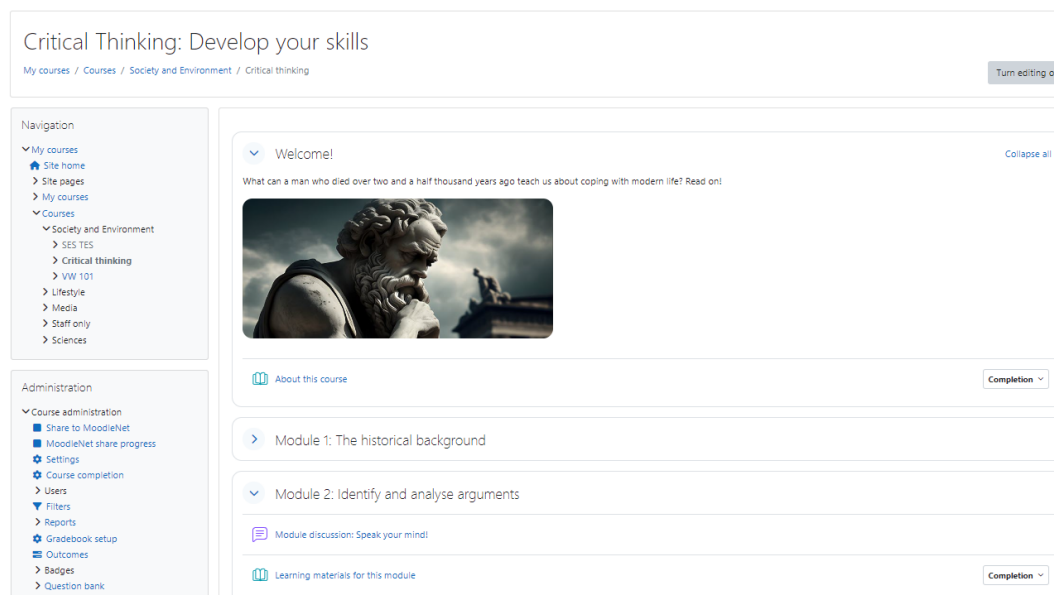 Critical Thinking: Develop your skills
My courses / Courses / Society and Environment / Critical thinking
Turn editing
Navigation
My courses
Site home
Site pages
My courses
Courses
Society and Environment
SES TES
Critical thinking
VW 101
Lifestyle
Media
Staff only
Sciences
Administration
Course administration
Share to MoodleNet
MoodleNet share progress
Settings
Course completion
Users
Filters
Reports
Gradebook setup
Outcomes
Badges
Question bank
Welcome!
Collapse all
What can a man who died over two and a half thousand years ago teach us about coping with modern life? Read on!
About this course
Completion
Module 1: The historical background
Module 2: Identify and analyse arguments
Module discussion: Speak your mind!
Learning materials for this module
Completion